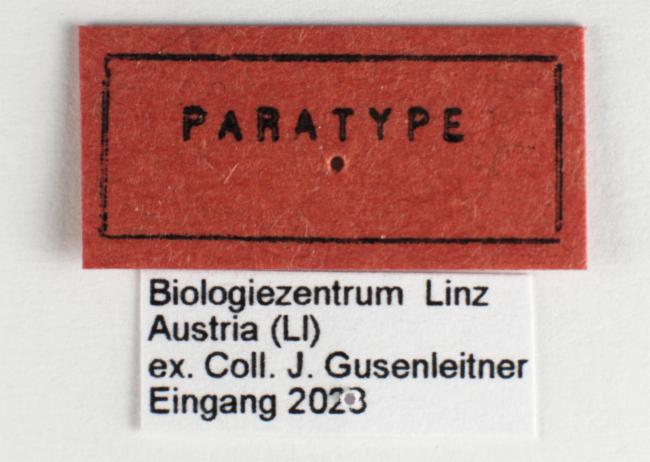 PARATYPE
Biologiezentrum Linz
Austria (LI)
ex. Coll. J. Gusenleitner
Eingang 2023